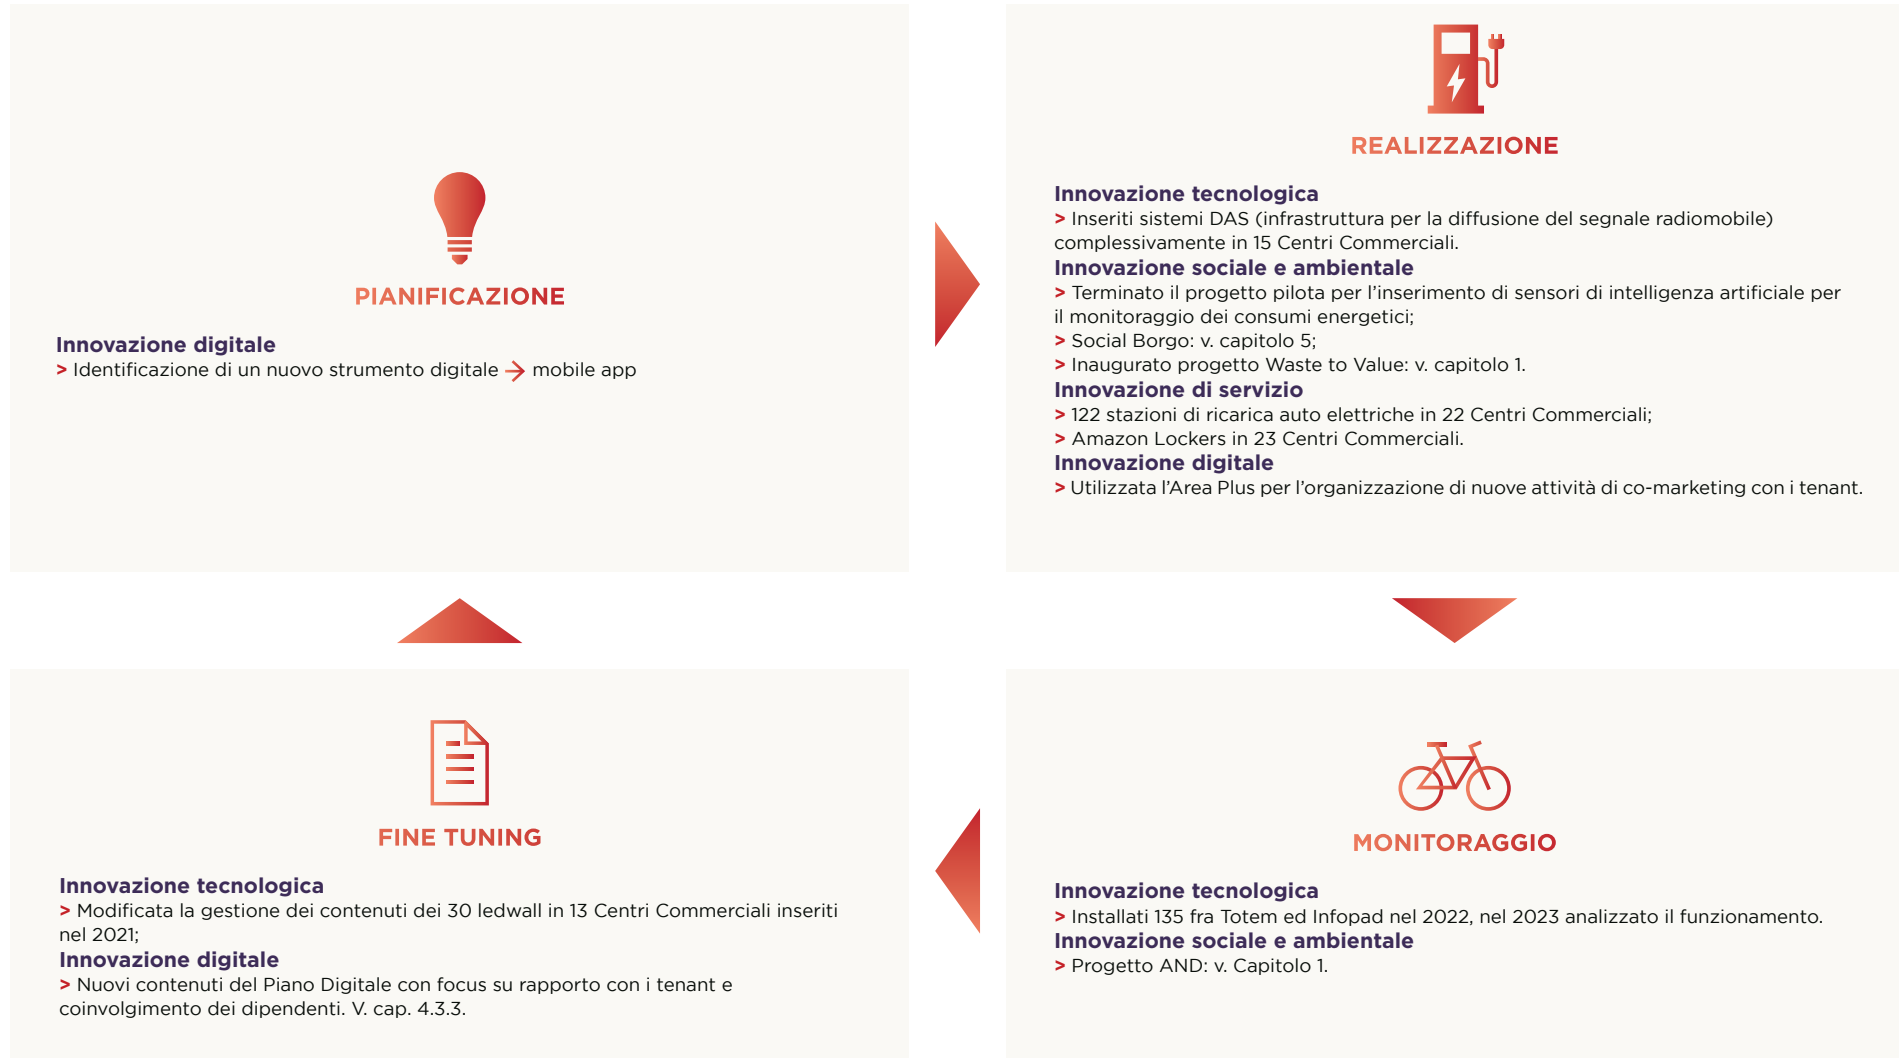 PIANIFICAZIONE
Innovazione digitale
> Identificazione di un nuovo strumento digitale → mobile app
REALIZZAZIONE
Innovazione tecnologica
> Inseriti sistemi DAS (infrastruttura per la diffusione del segnale radiomobile)
complessivamente in 15 Centri Commerciali.
Innovazione sociale e ambientale
> Terminato il progetto pilota per l’inserimento di sensori di intelligenza artificiale per
il monitoraggio dei consumi energetici;
> Social Borgo: v. capitolo 5;
> Inaugurato progetto Waste to Value: v. capitolo 1.
Innovazione di servizio
> 122 stazioni di ricarica auto elettriche in 22 Centri Commerciali;
> Amazon Lockers in 23 Centri Commerciali.
Innovazione digitale
> Utilizzata l’Area Plus per l’organizzazione di nuove attività di co-marketing con i tenant.
FINE TUNING
Innovazione tecnologica
> Modificata la gestione dei contenuti dei 30 ledwall in 13 Centri Commerciali inseriti
nel 2021;
Innovazione digitale
> Nuovi contenuti del Piano Digitale con focus su rapporto con i tenant e
coinvolgimento dei dipendenti. V. cap. 4.3.3.
MONITORAGGIO
Innovazione tecnologica
> Installati 135 fra Totem ed Infopad nel 2022, nel 2023 analizzato il funzionamento.
Innovazione sociale e ambientale
> Progetto AND: v. Capitolo 1.